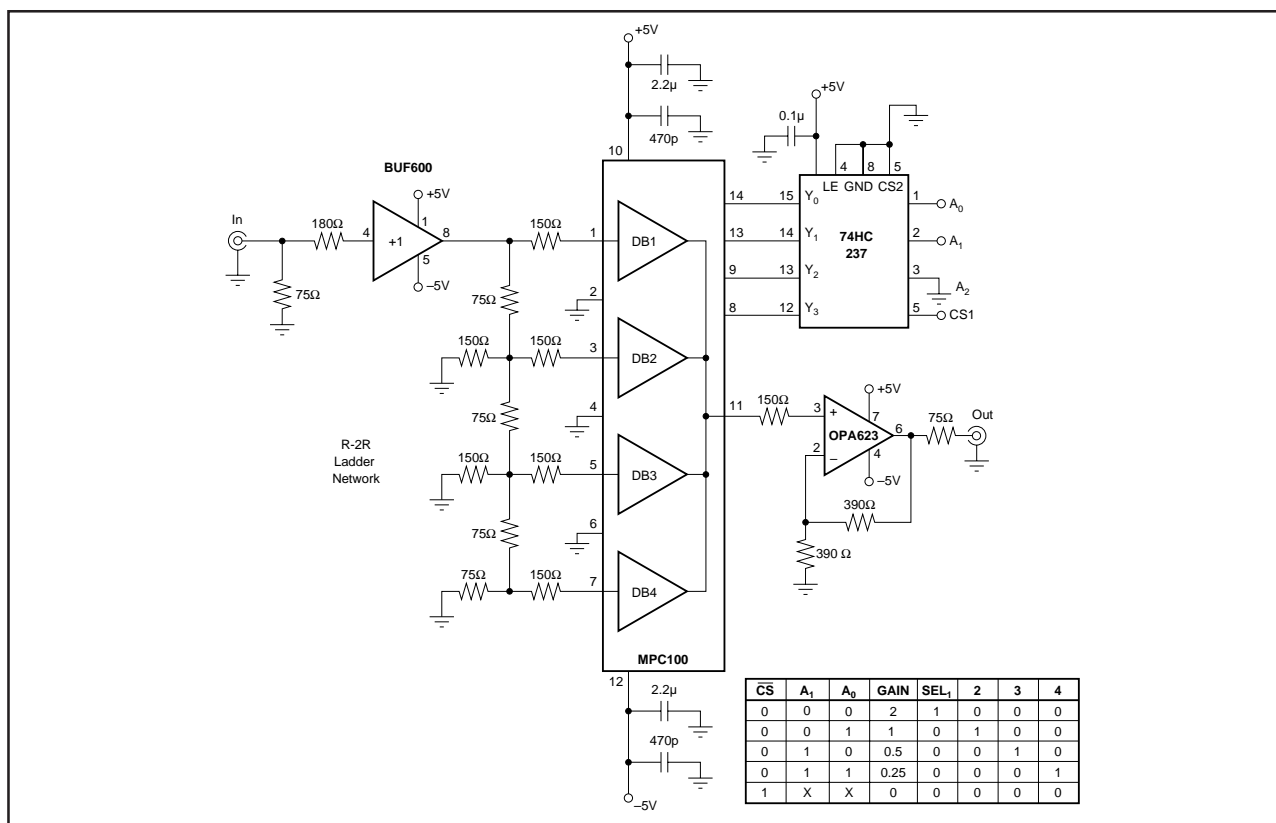 +5V
2.2µ
470p
10
+5V
0.1µ
4
8
5
LE
GND
CS2
BUF600
+5V
1
In
180Ω
4
+1
8
5
–5V
75Ω
150Ω
1
DB1
75Ω
2
150Ω
150Ω
3
DB2
75Ω
4
R-2R
Ladder
Network
150Ω
150Ω
5
DB3
75Ω
6
75Ω
150Ω
7
DB4
MPC100
14
15
Y0
13
14
Y1
9
13
Y2
8
12
Y3
74HC
237
1
A0
2
A1
3
A2
5
CS1
11
150Ω
3
+
+5V
7
OPA623
6
75Ω
Out
2
–
4
–5V
390Ω
390 Ω
12
2.2µ
470p
–5V
C̅S̅ A1 A0 GAIN SEL1 2 3 4
0 0 0 2 1 0 0 0
0 0 1 1 0 1 0 0
0 1 0 0.5 0 0 1 0
0 1 1 0.25 0 0 0 1
1 X X 0 0 0 0 0